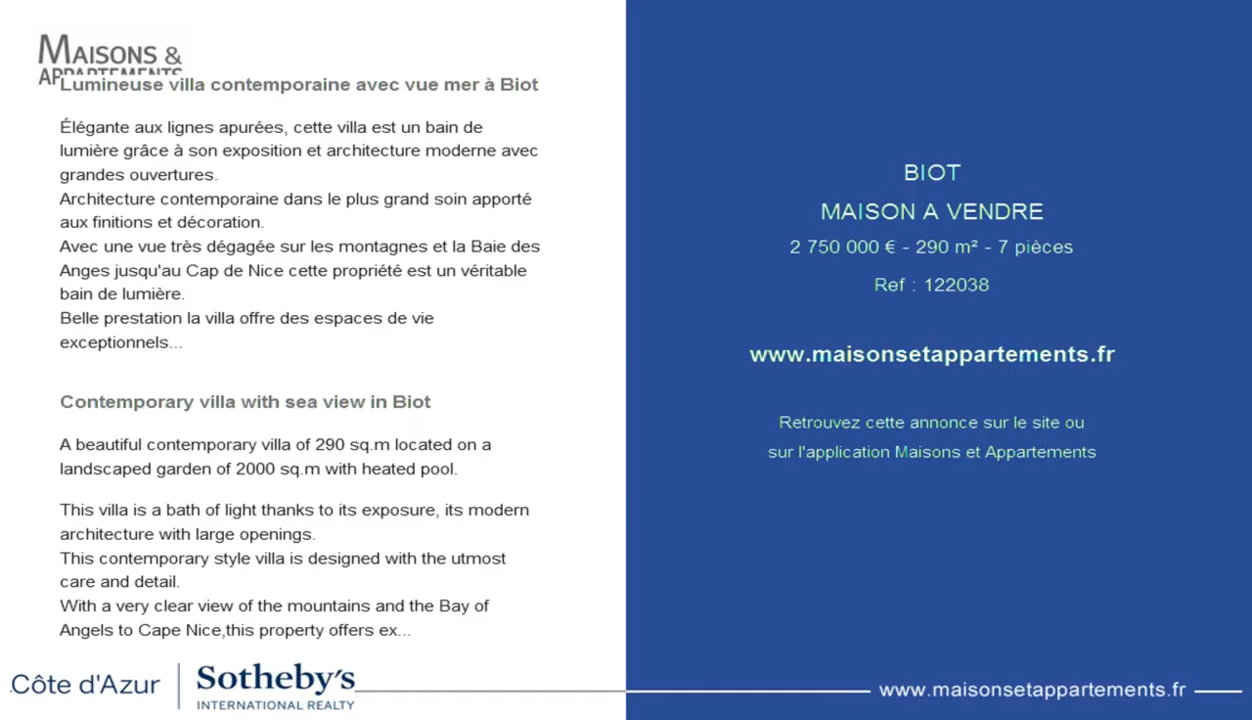 MAISONS &
APPARTEMENTS
Lumineuse villa contemporaine avec vue mer à Biot
Élégante aux lignes apurées, cette villa est un bain de
lumière grâce à son exposition et architecture moderne avec
grandes ouvertures.
Architecture contemporaine dans le plus grand soin apporté
aux finitions et décoration.
Avec une vue très dégagée sur les montagnes et la Baie des
Anges jusqu'au Cap de Nice cette propriété est un véritable
bain de lumière.
Belle prestation la villa offre des espaces de vie
exceptionnels...
Contemporary villa with sea view in Biot
A beautiful contemporary villa of 290 sq.m located on a
landscaped garden of 2000 sq.m with heated pool.
This villa is a bath of light thanks to its exposure, its modern
architecture with large openings.
This contemporary style villa is designed with the utmost
care and detail.
With a very clear view of the mountains and the Bay of
Angels to Cape Nice,this property offers ex...
Côte d'Azur
Sotheby's
INTERNATIONAL REALTY
BIOT
MAISON A VENDRE
2 750 000 € - 290 m² - 7 pièces
Ref : 122038
www.maisonsetappartements.fr
Retrouvez cette annonce sur le site ou
sur l'application Maisons et Appartements
www.maisonsetappartements.fr